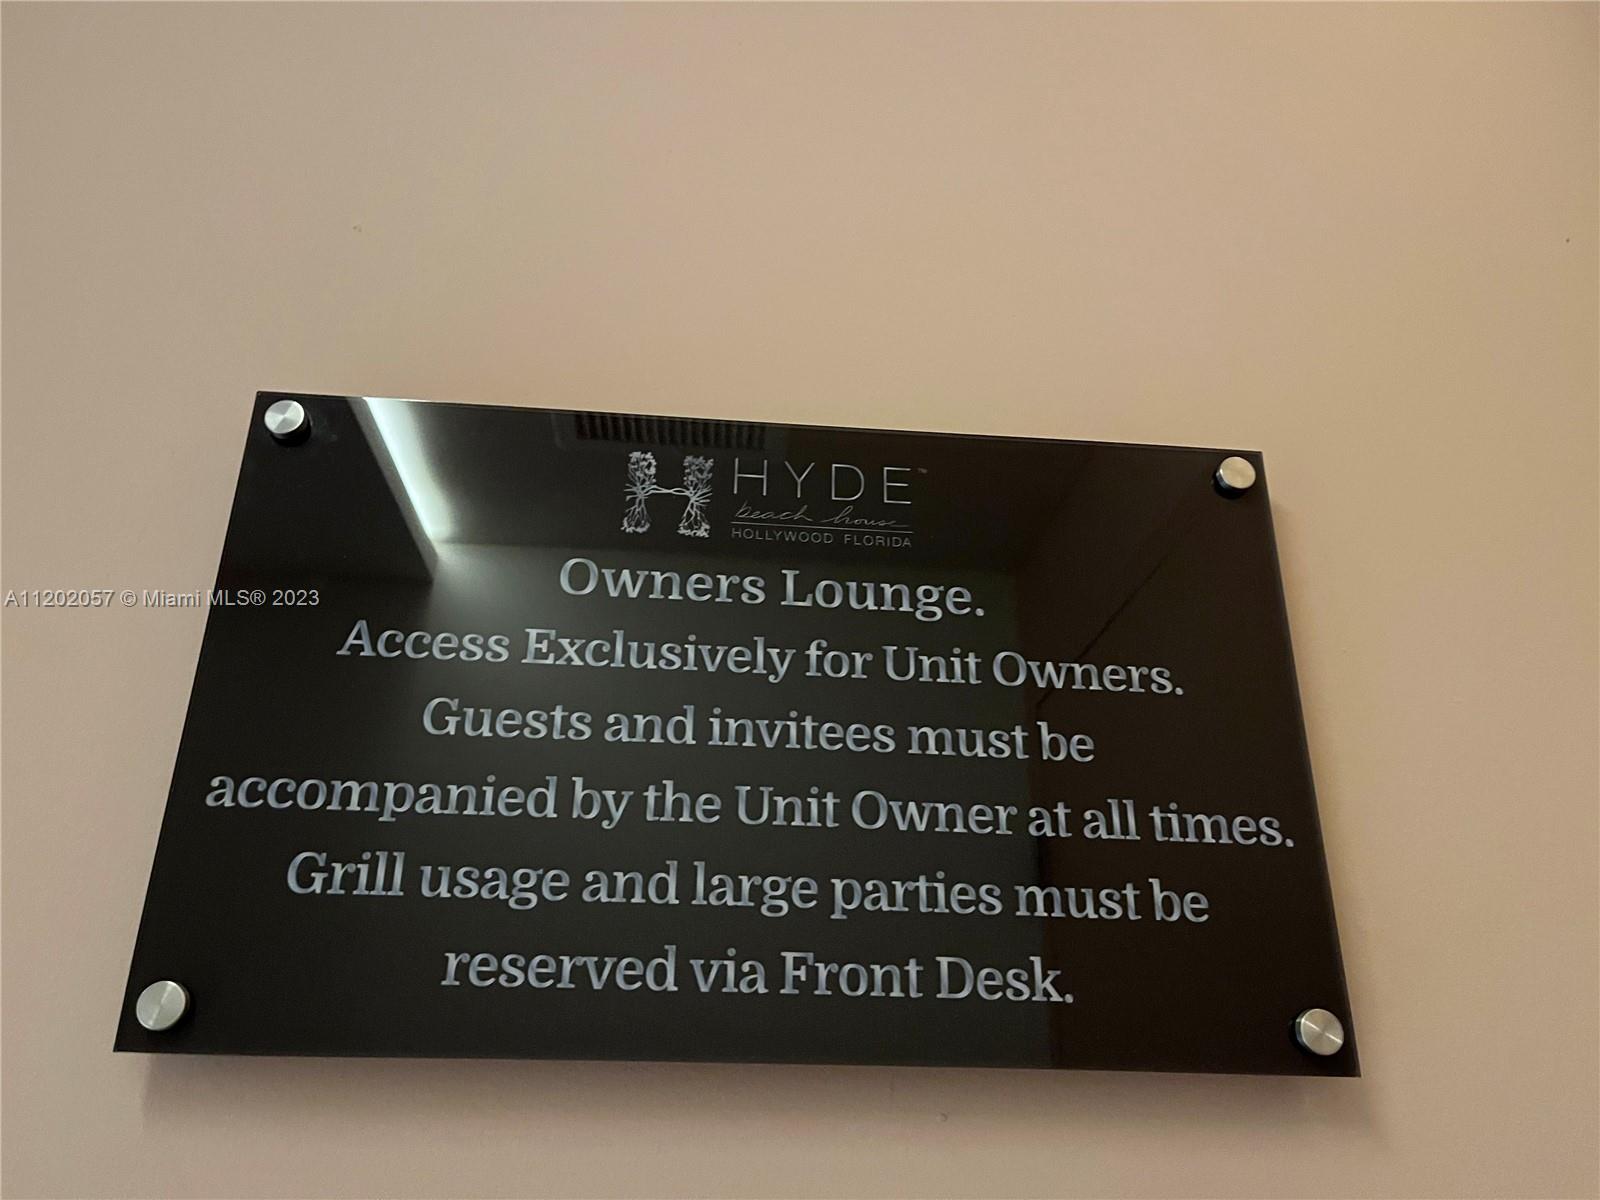 HYDE™
beach house
HOLLYWOOD FLORIDA
Owners Lounge.
A11202057 © Miami MLS® 2023
Access Exclusively for Unit Owners.
Guests and invitees must be
accompanied by the Unit Owner at all times.
Grill usage and large parties must be
reserved via Front Desk.